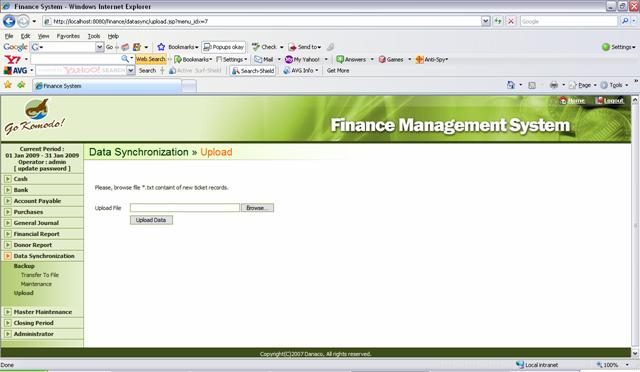 Finance System - Windows Internet Explorer
http://localhost:8080/finance/datasync/upload.jsp?menu_idx=7
Google
File Edit View Favorites Tools Help
Google G Go Bookmarks Popups okay Check Send to Settings
Y! Web Search Bookmarks Settings Mail My Yahoo! Answers Games Anti-Spy
AVG YAHOO! SEARCH Search Active Surf-Shield Search-Shield AVG Info Get More
Finance System Page Tools
Go Komodo!
Home Logout
Finance Management System
Current Period :
01 Jan 2009 - 31 Jan 2009
Operator : admin
[ update password ]
Cash
Bank
Account Payable
Purchases
General Journal
Financial Report
Donor Report
Data Synchronization
Backup
Transfer To File
Maintenance
Upload
Master Maintenance
Closing Period
Administrator
Data Synchronization » Upload
Please, browse file *.txt containt of new ticket records.
Upload File Browse...
Upload Data
Copyright(C)2007 Danaco, All rights reserved.
Done Local intranet 100%